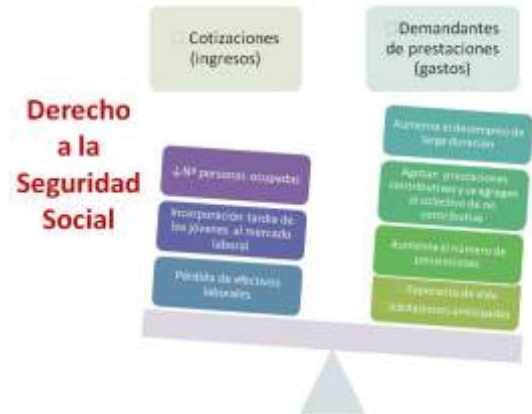 Cotizaciones
(ingresos)
Demandantes
de prestaciones
(gastos)
Derecho
a la
Seguridad
Social
↓Nº personas ocupadas
Incorporación tardía de
los jóvenes al mercado
laboral
Pérdida de efectivos
laborales
Aumenta el desempleo de
larga duración
Agotan prestaciones
contributivas y se agregan
al colectivo de no
contributiva
Aumenta el número de
pensionistas
Esperanza de vida
Jubilaciones anticipadas